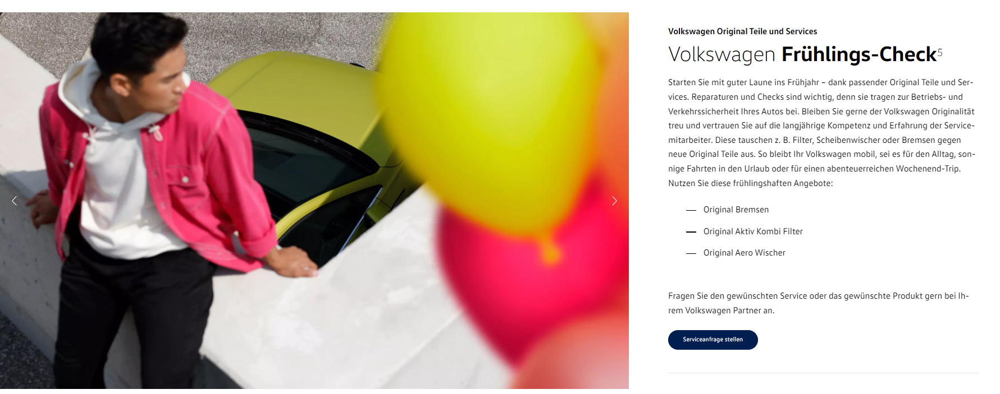 Volkswagen Original Teile und Services
Volkswagen Frühlings-Check⁵
Starten Sie mit guter Laune ins Frühjahr – dank passender Original Teile und Ser-
vices. Reparaturen und Checks sind wichtig, denn sie tragen zur Betriebs- und
Verkehrssicherheit Ihres Autos bei. Bleiben Sie gerne der Volkswagen Originalität
treu und vertrauen Sie auf die langjährige Kompetenz und Erfahrung der Service-
mitarbeiter. Diese tauschen z. B. Filter, Scheibenwischer oder Bremsen gegen
neue Original Teile aus. So bleibt Ihr Volkswagen mobil, sei es für den Alltag, son-
nige Fahrten in den Urlaub oder für einen abenteuerreichen Wochenend-Trip.
Nutzen Sie diese frühlingshaften Angebote:
— Original Bremsen
— Original Aktiv Kombi Filter
— Original Aero Wischer
Fragen Sie den gewünschten Service oder das gewünschte Produkt gern bei Ih-
rem Volkswagen Partner an.
Serviceanfrage stellen